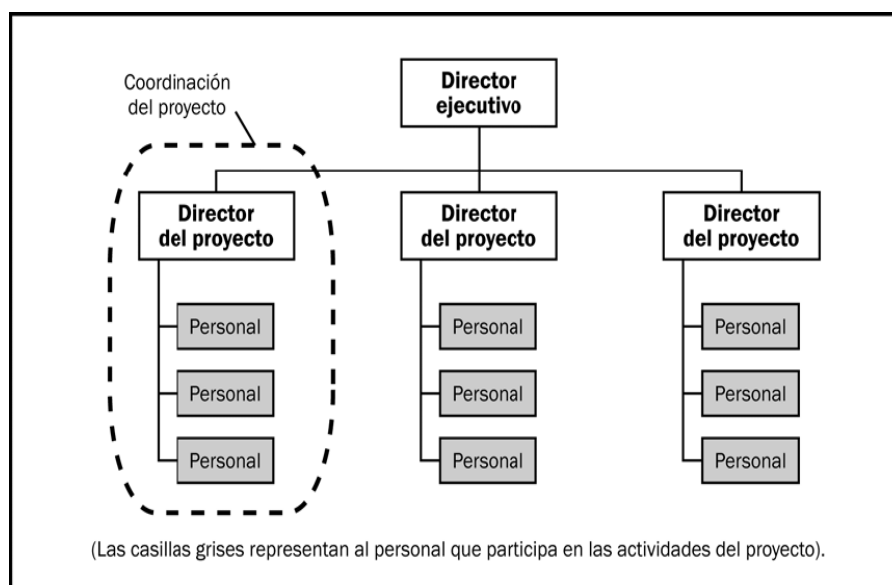 Coordinación
del proyecto
Director
ejecutivo
Director
del proyecto
Director
del proyecto
Director
del proyecto
Personal
Personal
Personal
Personal
Personal
Personal
Personal
Personal
Personal
(Las casillas grises representan al personal que participa en las actividades del proyecto).